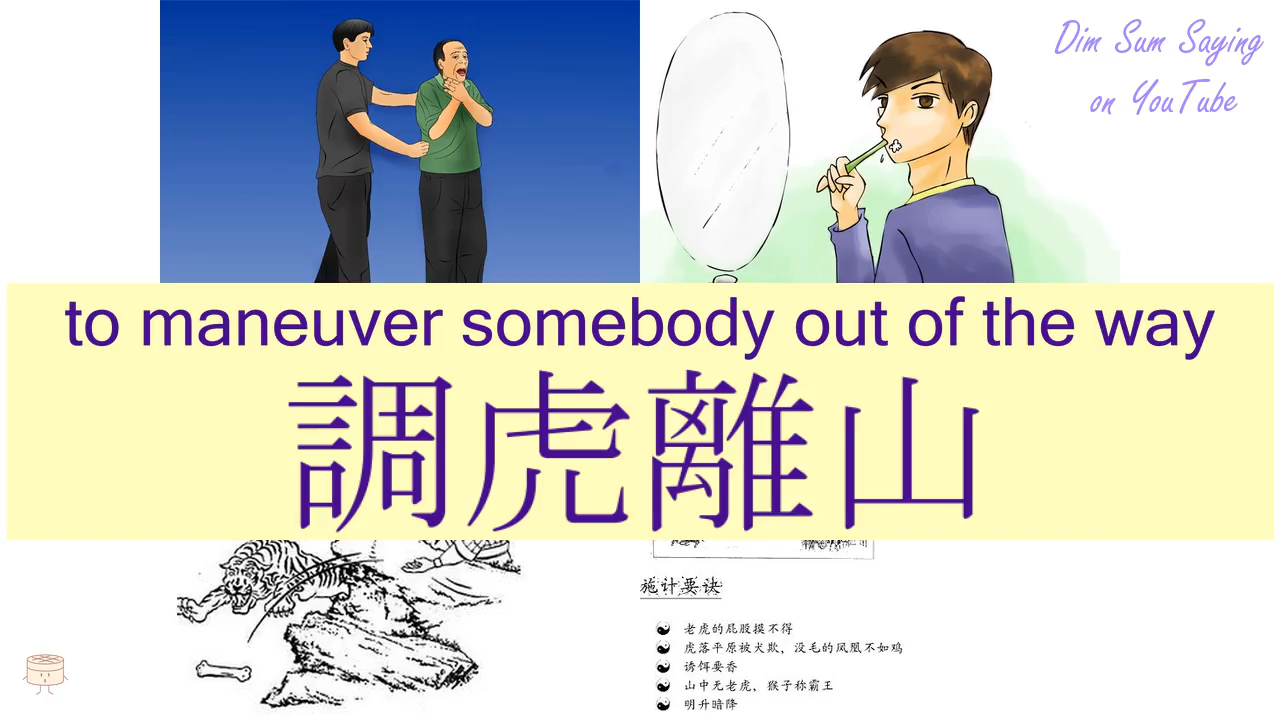 Dim Sum Saying
on YouTube
to maneuver somebody out of the way
調虎離山
施计要诀
老虎的屁股摸不得
虎落平原被犬欺，没毛的凤凰不如鸡
诱饵要香
山中无老虎，猴子称霸王
明升暗降